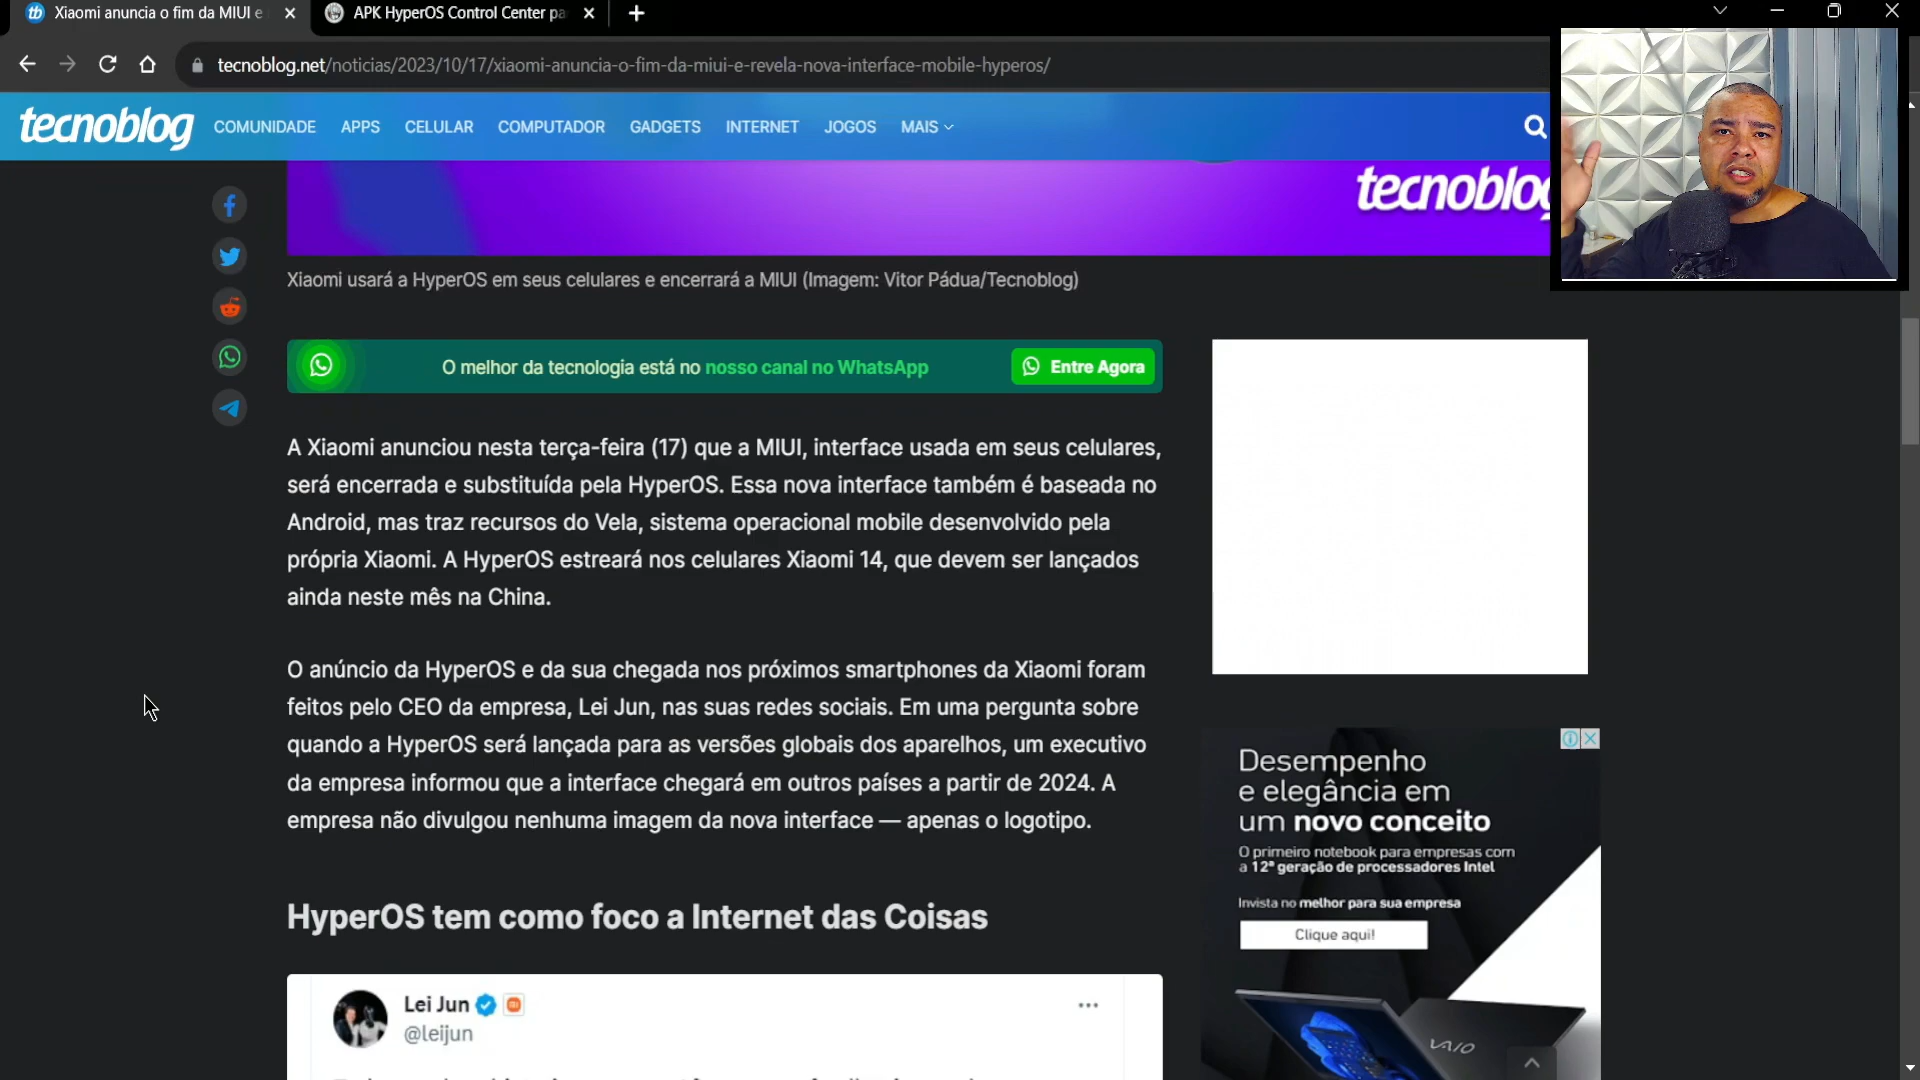 Xiaomi anuncia o fim da MIUI e
APK HyperOS Control Center pa
tecnoblog.net/noticias/2023/10/17/xiaomi-anuncia-o-fim-da-miui-e-revela-nova-interface-mobile-hyperos/
tecnoblog
COMUNIDADE APPS CELULAR COMPUTADOR GADGETS INTERNET JOGOS MAIS
tecnoblog
Xiaomi usará a HyperOS em seus celulares e encerrará a MIUI (Imagem: Vitor Pádua/Tecnoblog)
O melhor da tecnologia está no nosso canal no WhatsApp
Entre Agora
A Xiaomi anunciou nesta terça-feira (17) que a MIUI, interface usada em seus celulares,
será encerrada e substituída pela HyperOS. Essa nova interface também é baseada no
Android, mas traz recursos do Vela, sistema operacional mobile desenvolvido pela
própria Xiaomi. A HyperOS estreará nos celulares Xiaomi 14, que devem ser lançados
ainda neste mês na China.
O anúncio da HyperOS e da sua chegada nos próximos smartphones da Xiaomi foram
feitos pelo CEO da empresa, Lei Jun, nas suas redes sociais. Em uma pergunta sobre
quando a HyperOS será lançada para as versões globais dos aparelhos, um executivo
da empresa informou que a interface chegará em outros países a partir de 2024. A
empresa não divulgou nenhuma imagem da nova interface — apenas o logotipo.
HyperOS tem como foco a Internet das Coisas
Lei Jun
@leijun
Desempenho
e elegância em
um novo conceito
O primeiro notebook para empresas com
a 12ª geração de processadores Intel
Invista no melhor para sua empresa
Clique aqui!
VAIO